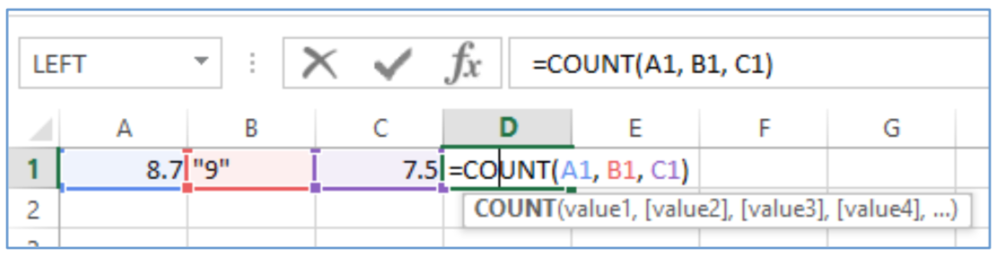 LEFT fx =COUNT(A1, B1, C1)
A B C D E F G
1 8.7 "9" 7.5 =COUNT(A1, B1, C1)
2 COUNT(value1, [value2], [value3], [value4], ...)